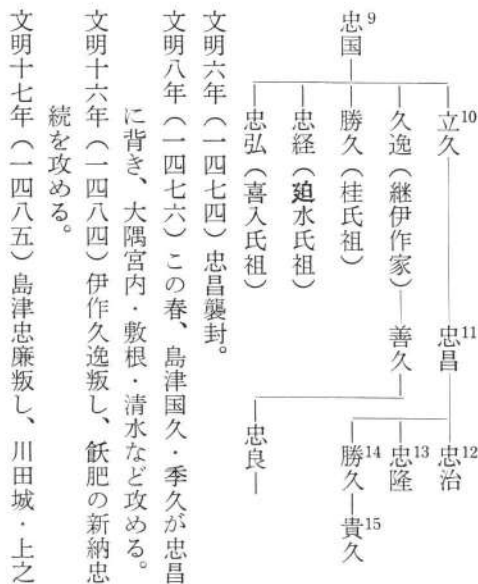 忠国9
立久10
久逸（継伊作家）
勝久（桂氏祖）
忠経（廻水氏祖）
忠弘（喜入氏祖）
忠昌11
善久
忠治12
忠隆13
勝久14
貴久15
忠良
文明六年（一四七四）忠昌襲封。
文明八年（一四七六）この春、島津国久・季久が忠昌
に背き、大隅宮内・敷根・清水など攻める。
文明十六年（一四八四）伊作久逸叛し、飫肥の新納忠
続を攻める。
文明十七年（一四八五）島津忠廉叛し、川田城・上之